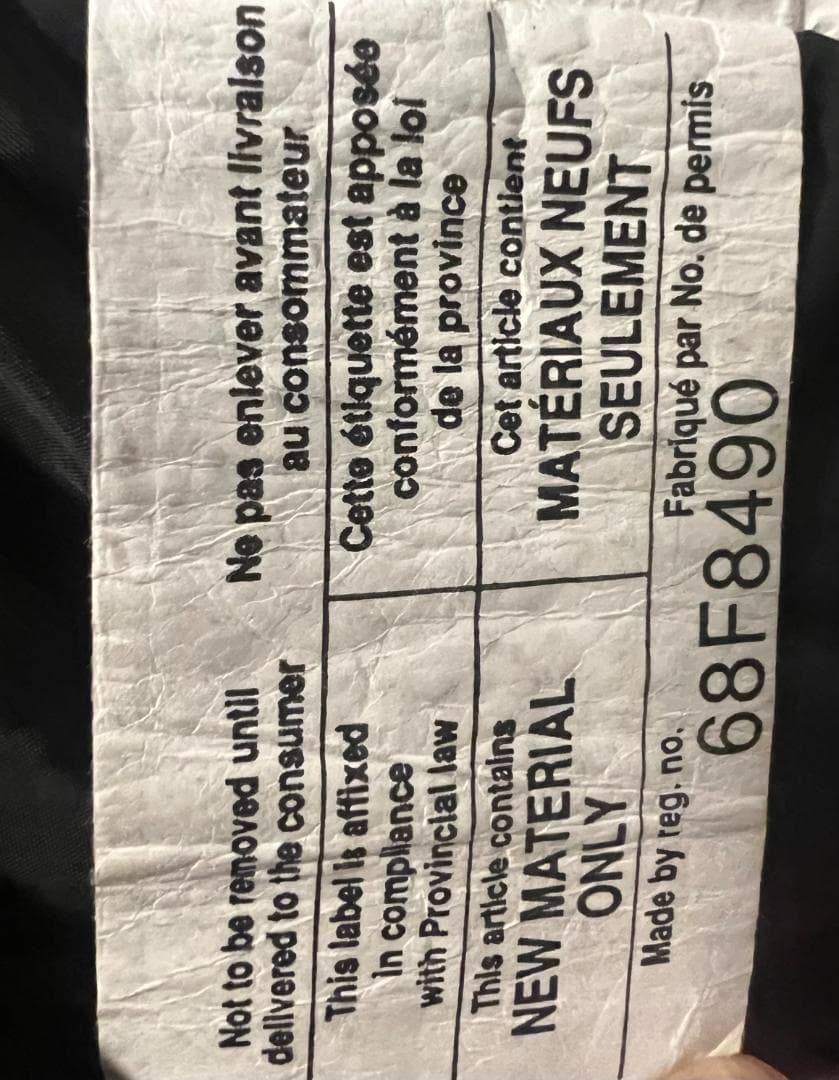 Not to be removed until
delivered to the consumer
Ne pas enlever avant livraison
au consommateur
This label is affixed
in compliance
with Provincial law
Cette étiquette est apposée
conformément à la loi
de la province
This article contains
NEW MATERIAL
ONLY
Cet article contient
MATÉRIAUX NEUFS
SEULEMENT
Made by reg. no.
Fabriqué par No. de permis
68F8490